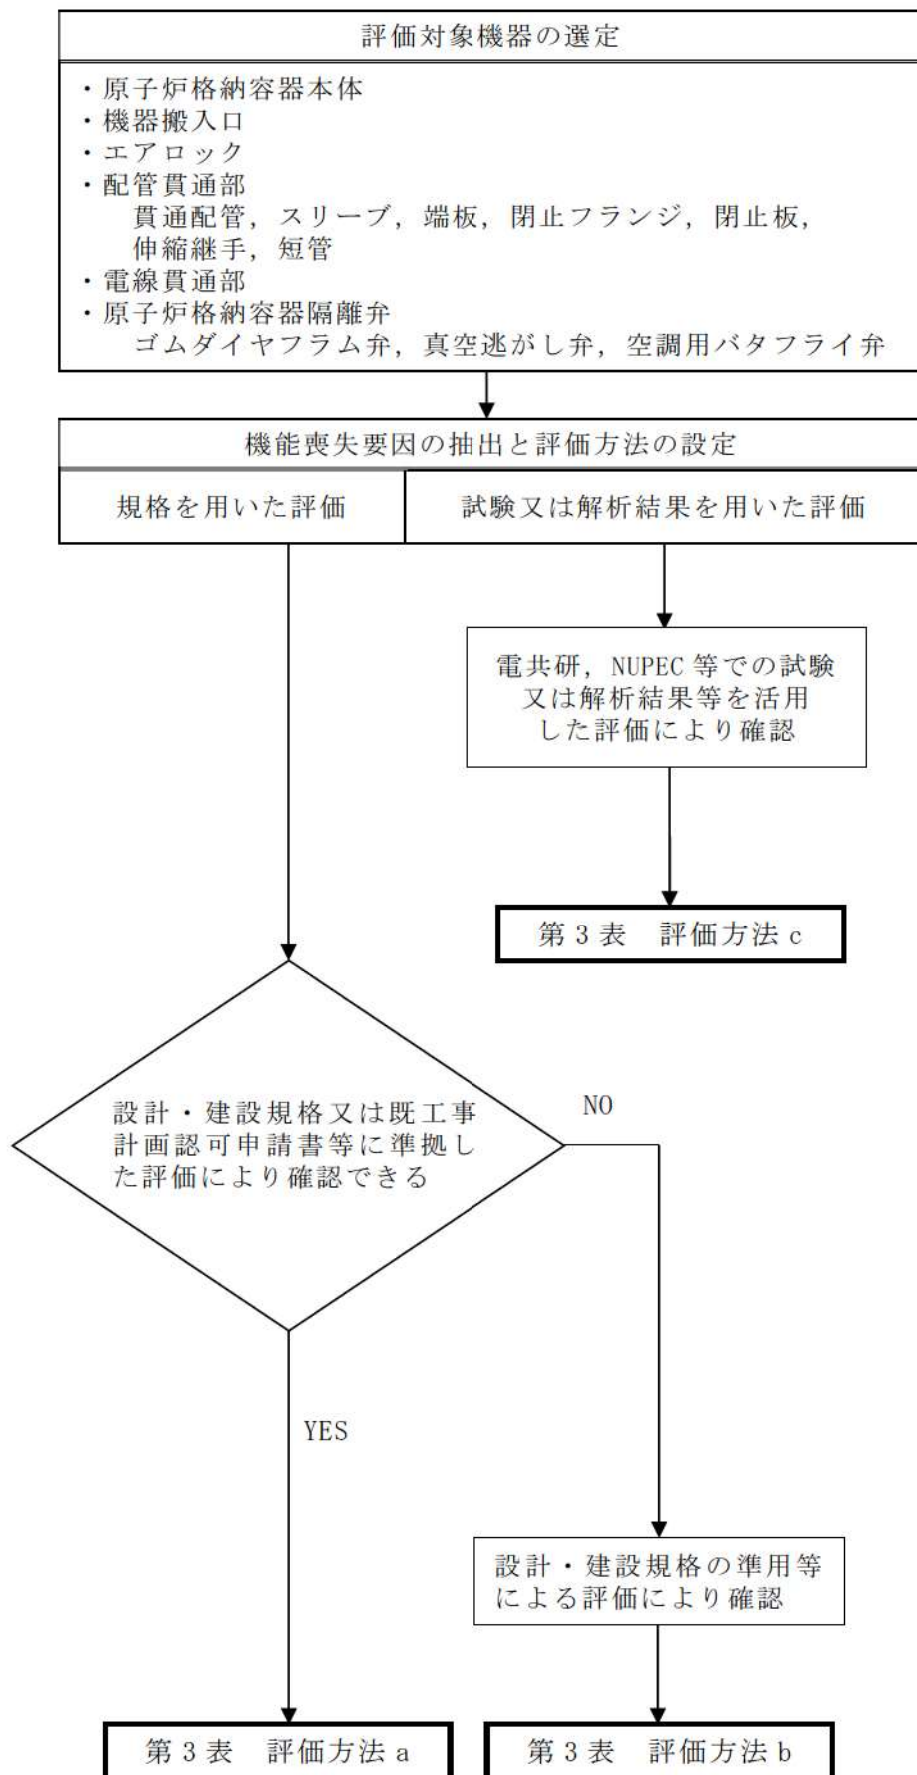 評価対象機器の選定
・原子炉格納容器本体
・機器搬入口
・エアロック
・配管貫通部
貫通配管，スリーブ，端板，閉止フランジ，閉止板，
伸縮継手，短管
・電線貫通部
・原子炉格納容器隔離弁
ゴムダイヤフラム弁，真空逃がし弁，空調用バタフライ弁
機能喪失要因の抽出と評価方法の設定
規格を用いた評価
試験又は解析結果を用いた評価
電共研，NUPEC 等での試験
又は解析結果等を活用
した評価により確認
第3表　評価方法c
設計・建設規格又は既工事
計画認可申請書等に準拠し
た評価により確認できる
NO
YES
設計・建設規格の準用等
による評価により確認
第3表　評価方法a
第3表　評価方法b